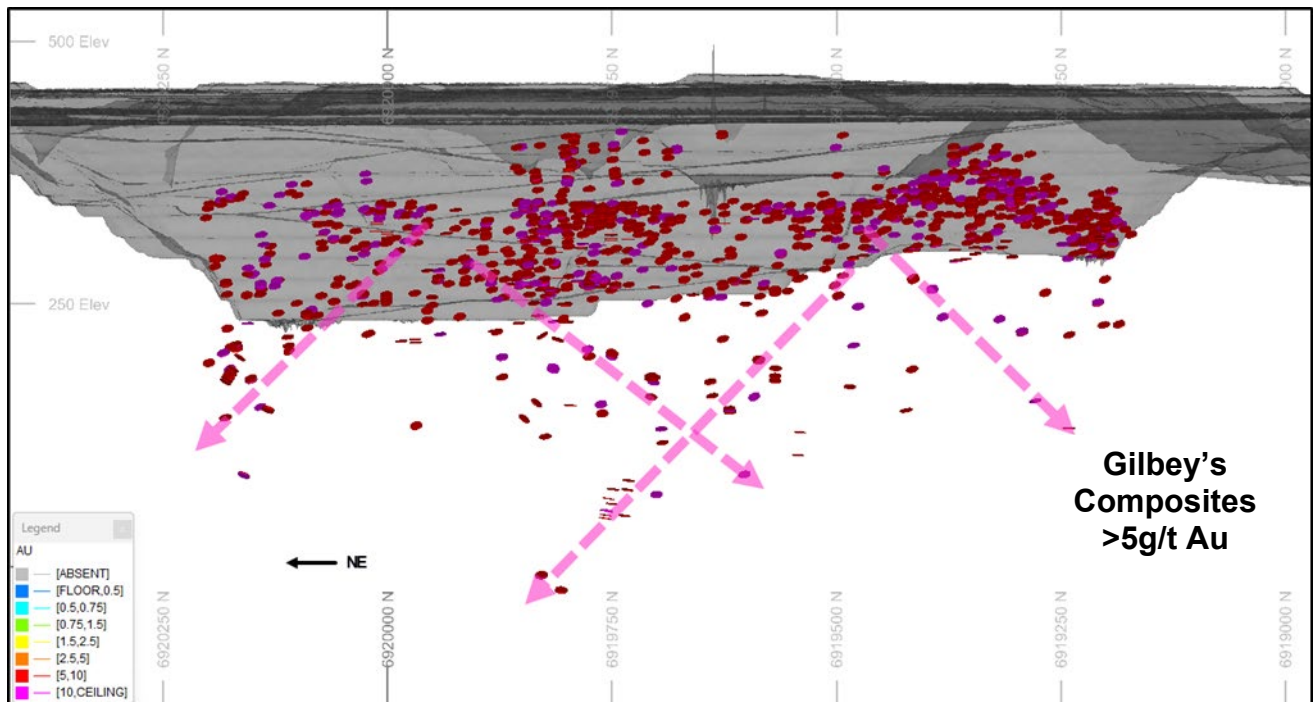 500 Elev
6920250 N
6920000 N
6919750 N
6919500 N
6919250 N
6919000 N
250 Elev
Gilbey's
Composites
>5g/t Au
NE
Legend
AU
[ABSENT]
[FLOOR,0.5]
[0.5,0.75]
[0.75,1.5]
[1.5,2.5]
[2.5,5]
[5,10]
[10,CEILING]
6920250 N
6920000 N
6919750 N
6919500 N
6919250 N
6919000 N